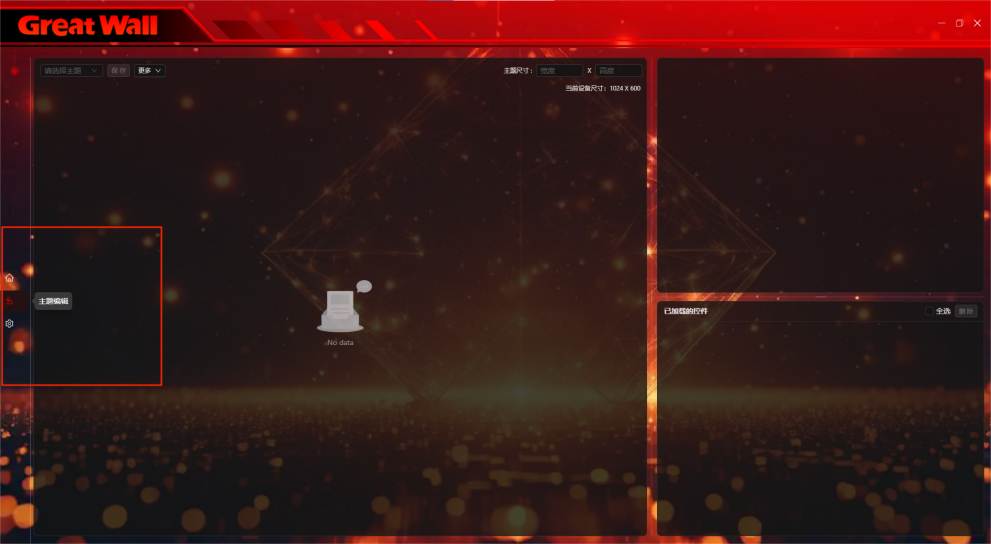 Great Wall
请选择主题 保存 更多 主题尺寸： 宽度 X 高度
当前设备尺寸：1024 X 600
主题编辑
No data
已加载的控件 全选 删除